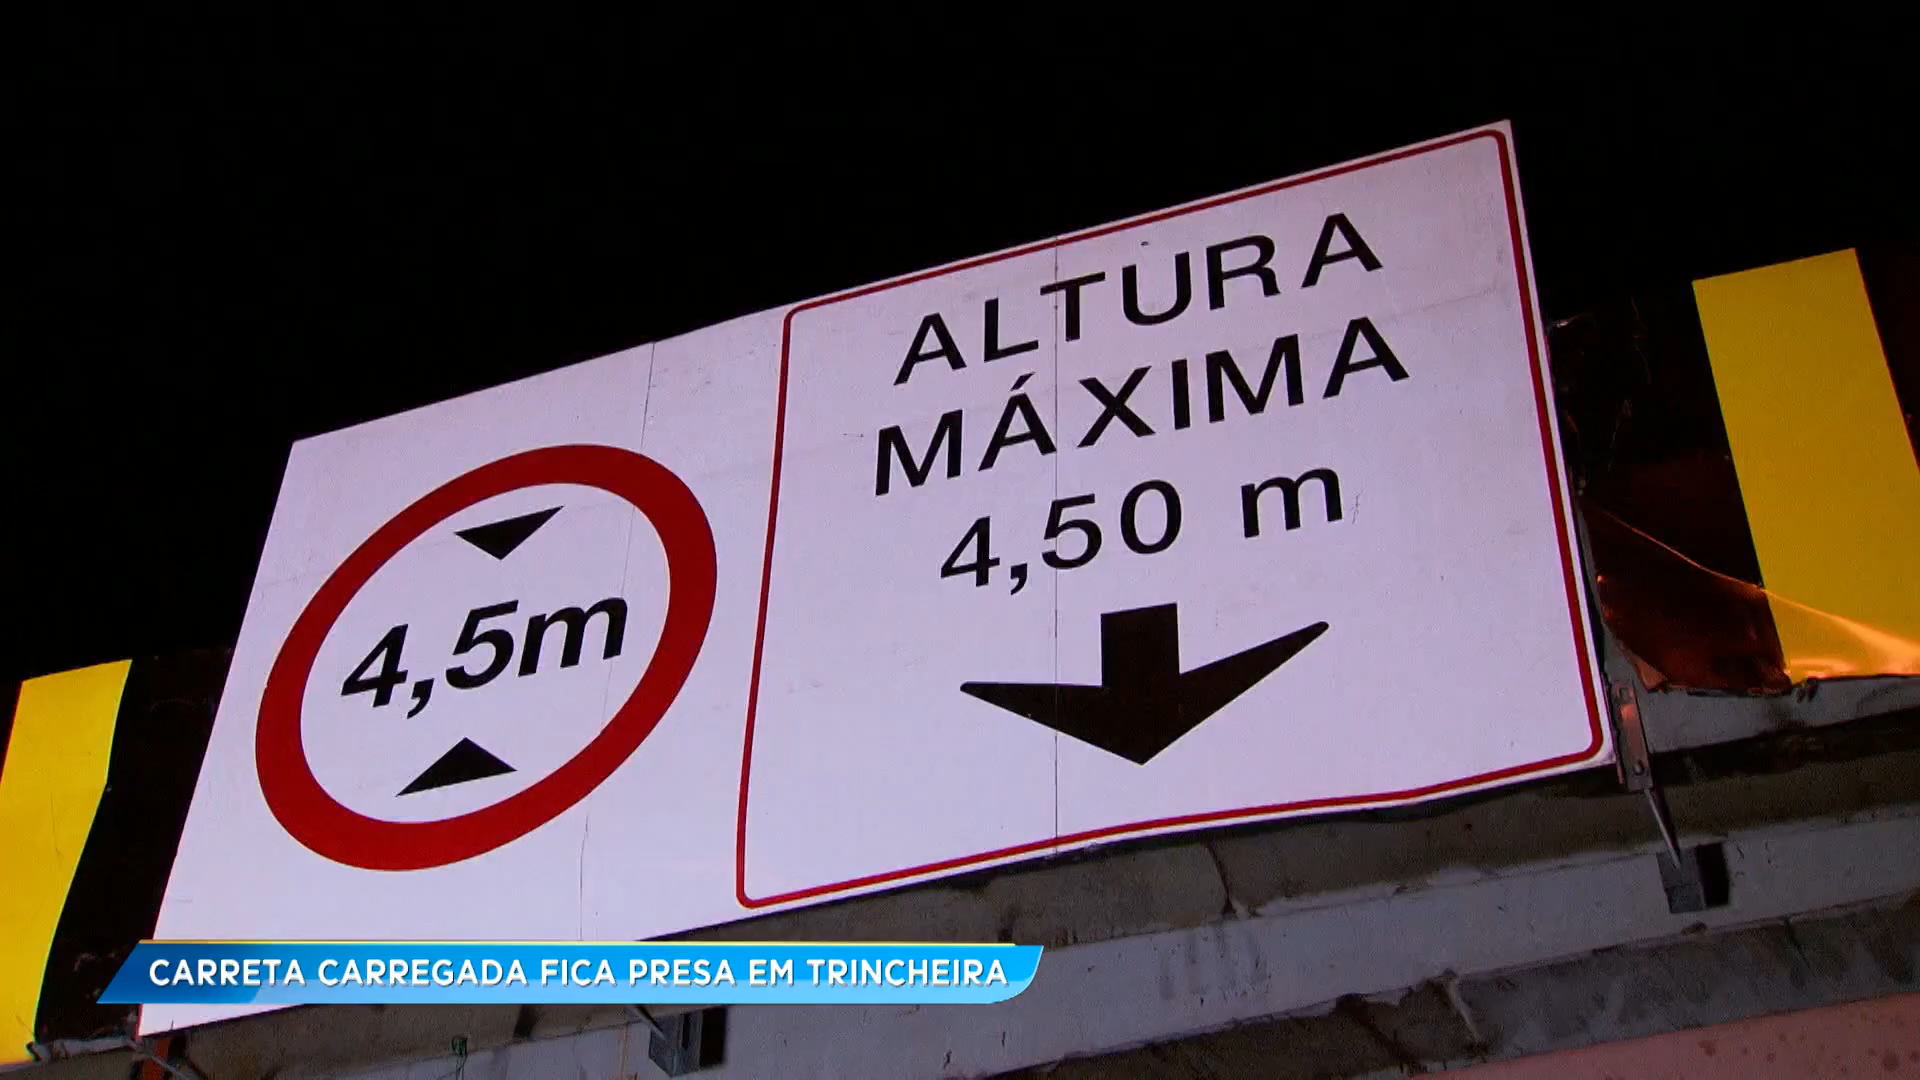 4,5m
ALTURA
MÁXIMA
4,50 m
CARRETA CARREGADA FICA PRESA EM TRINCHEIRA